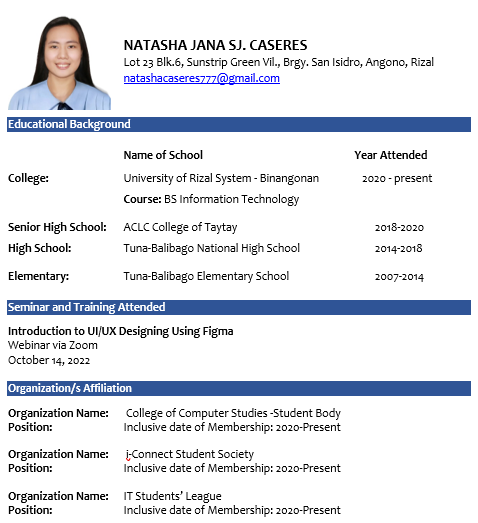 NATASHA JANA SJ. CASERES
Lot 23 Blk.6, Sunstrip Green Vil., Brgy. San Isidro, Angono, Rizal
natashacaseres777@gmail.com
Educational Background
Name of School Year Attended
College: University of Rizal System - Binangonan 2020 - present
Course: BS Information Technology
Senior High School: ACLC College of Taytay 2018-2020
High School: Tuna-Balibago National High School 2014-2018
Elementary: Tuna-Balibago Elementary School 2007-2014
Seminar and Training Attended
Introduction to UI/UX Designing Using Figma
Webinar via Zoom
October 14, 2022
Organization/s Affiliation
Organization Name: College of Computer Studies -Student Body
Position: Inclusive date of Membership: 2020-Present
Organization Name: i-Connect Student Society
Position: Inclusive date of Membership: 2020-Present
Organization Name: IT Students’ League
Position: Inclusive date of Membership: 2020-Present